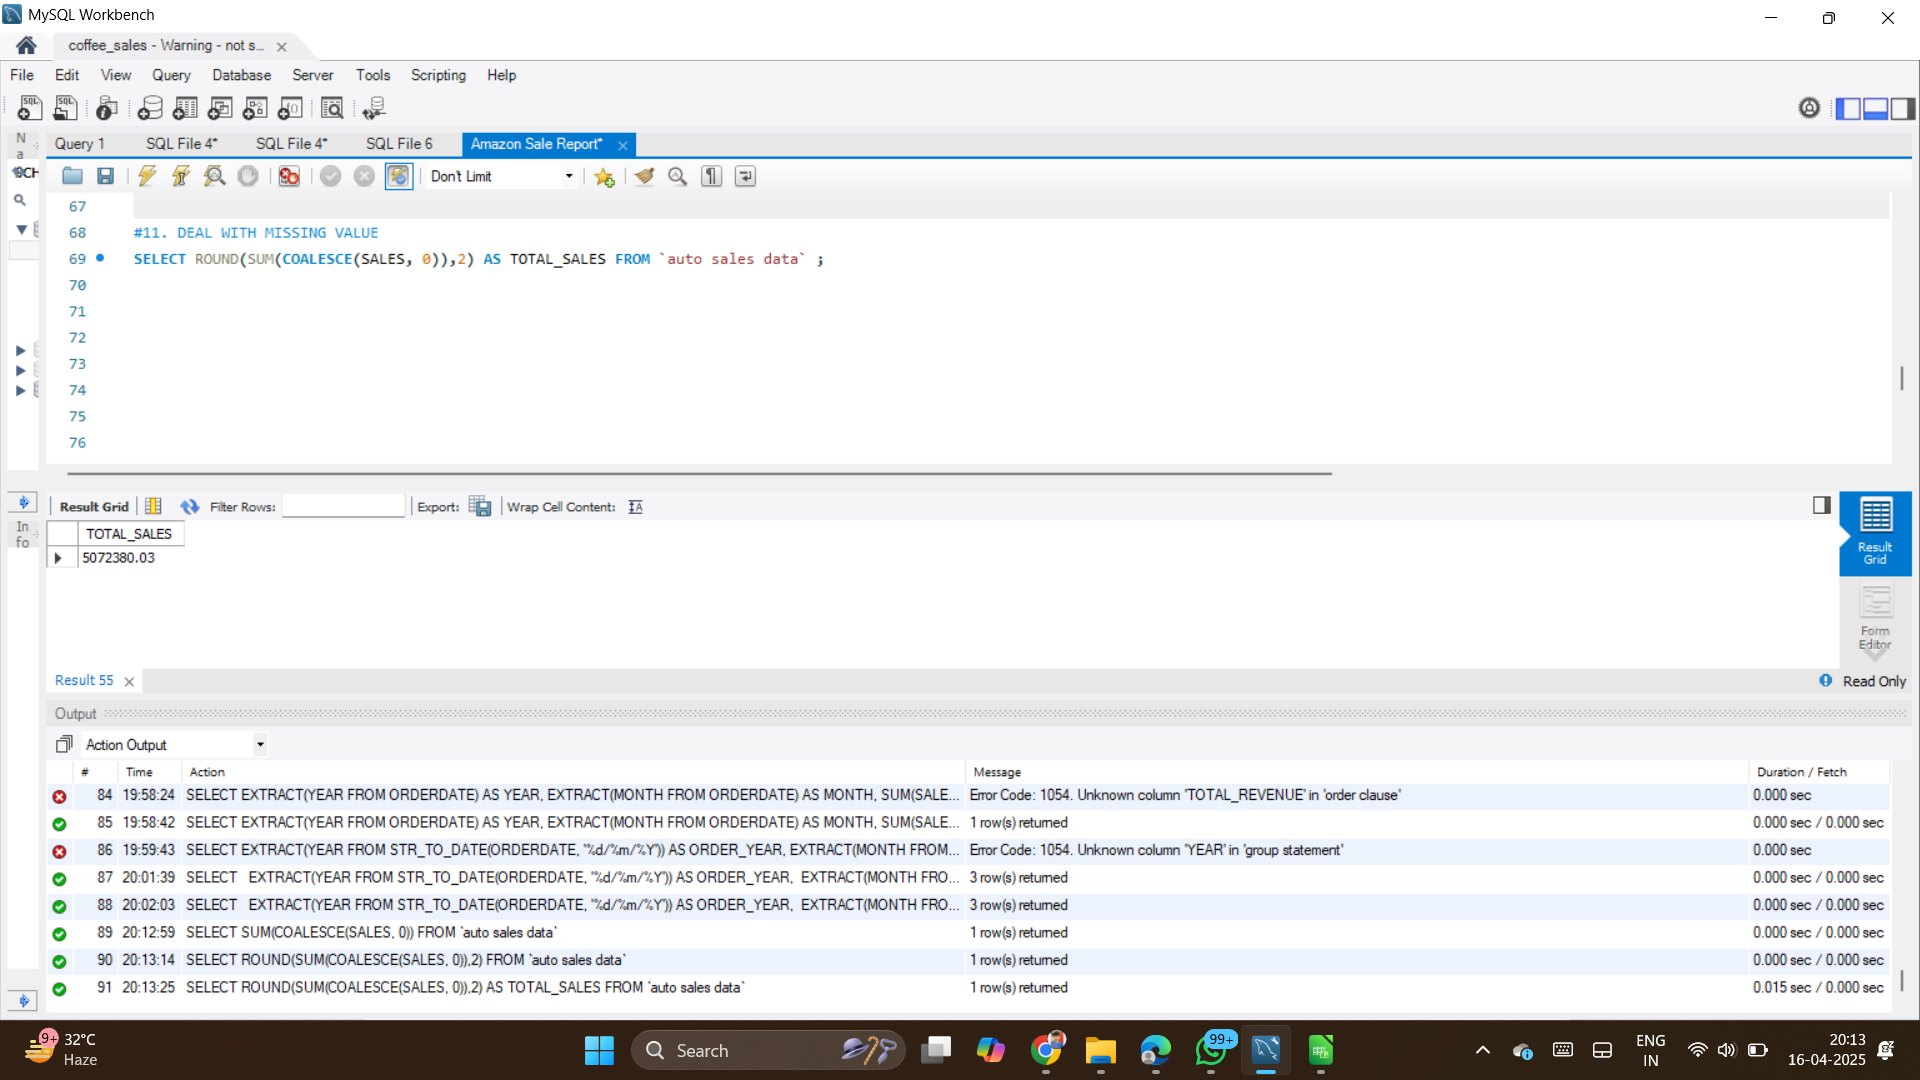 MySQL Workbench
coffee_sales - Warning - not s...
File Edit View Query Database Server Tools Scripting Help
SQL SQL
Na
Query 1 SQL File 4* SQL File 4* SQL File 6 Amazon Sale Report*
SCH
Don't Limit
67
68 #11. DEAL WITH MISSING VALUE
69 SELECT ROUND(SUM(COALESCE(SALES, 0)),2) AS TOTAL_SALES FROM `auto sales data` ;
70
71
72
73
74
75
76
Info
Result Grid Filter Rows: Export: Wrap Cell Content:
TOTAL_SALES
5072380.03
Result Grid
Form Editor
Result 55
Read Only
Output
Action Output
# Time Action Message Duration / Fetch
84 19:58:24 SELECT EXTRACT(YEAR FROM ORDERDATE) AS YEAR, EXTRACT(MONTH FROM ORDERDATE) AS MONTH, SUM(SALE... Error Code: 1054. Unknown column 'TOTAL_REVENUE' in 'order clause' 0.000 sec
85 19:58:42 SELECT EXTRACT(YEAR FROM ORDERDATE) AS YEAR, EXTRACT(MONTH FROM ORDERDATE) AS MONTH, SUM(SALE... 1 row(s) returned 0.000 sec / 0.000 sec
86 19:59:43 SELECT EXTRACT(YEAR FROM STR_TO_DATE(ORDERDATE, '%d/%m/%Y')) AS ORDER_YEAR, EXTRACT(MONTH FROM... Error Code: 1054. Unknown column 'YEAR' in 'group statement' 0.000 sec
87 20:01:39 SELECT EXTRACT(YEAR FROM STR_TO_DATE(ORDERDATE, '%d/%m/%Y')) AS ORDER_YEAR, EXTRACT(MONTH FRO... 3 row(s) returned 0.000 sec / 0.000 sec
88 20:02:03 SELECT EXTRACT(YEAR FROM STR_TO_DATE(ORDERDATE, '%d/%m/%Y')) AS ORDER_YEAR, EXTRACT(MONTH FRO... 3 row(s) returned 0.000 sec / 0.000 sec
89 20:12:59 SELECT SUM(COALESCE(SALES, 0)) FROM `auto sales data` 1 row(s) returned 0.000 sec / 0.000 sec
90 20:13:14 SELECT ROUND(SUM(COALESCE(SALES, 0)),2) FROM `auto sales data` 1 row(s) returned 0.000 sec / 0.000 sec
91 20:13:25 SELECT ROUND(SUM(COALESCE(SALES, 0)),2) AS TOTAL_SALES FROM `auto sales data` 1 row(s) returned 0.015 sec / 0.000 sec
9+ 32°C
Haze
Search
99+
ENG
IN
20:13
16-04-2025